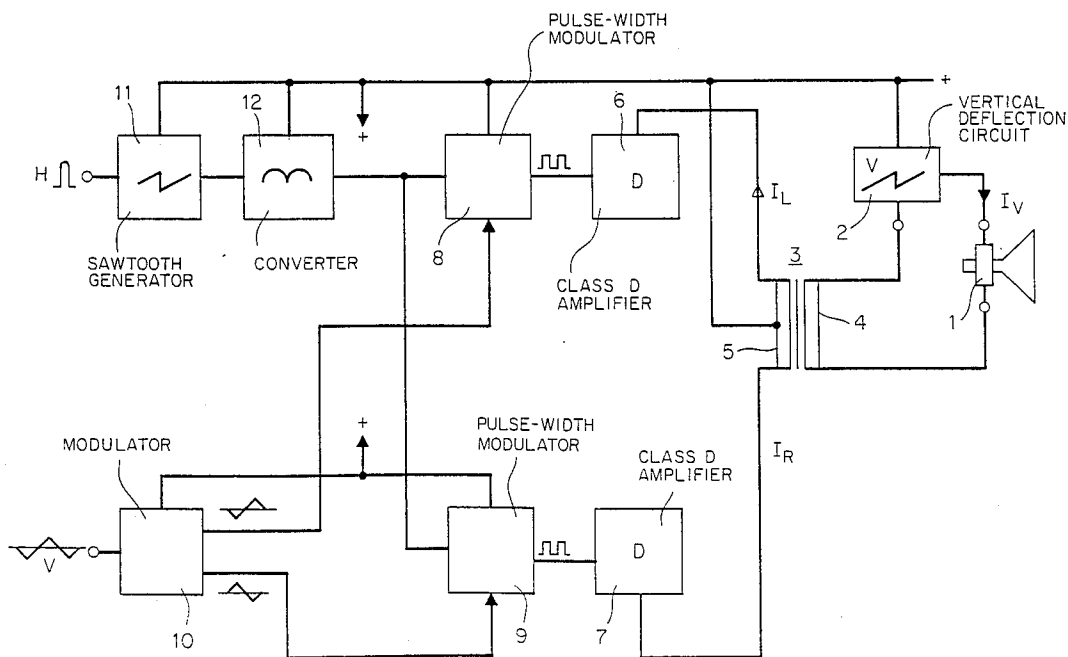 PULSE-WIDTH
MODULATOR
11
12
+
+
6
VERTICAL
DEFLECTION
CIRCUIT
H
D
V
I_L
I_V
8
2
3
SAWTOOTH
GENERATOR
CONVERTER
CLASS D
AMPLIFIER
1
4
5
MODULATOR
+
PULSE-WIDTH
MODULATOR
CLASS D
AMPLIFIER
I_R
V
D
10
9
7